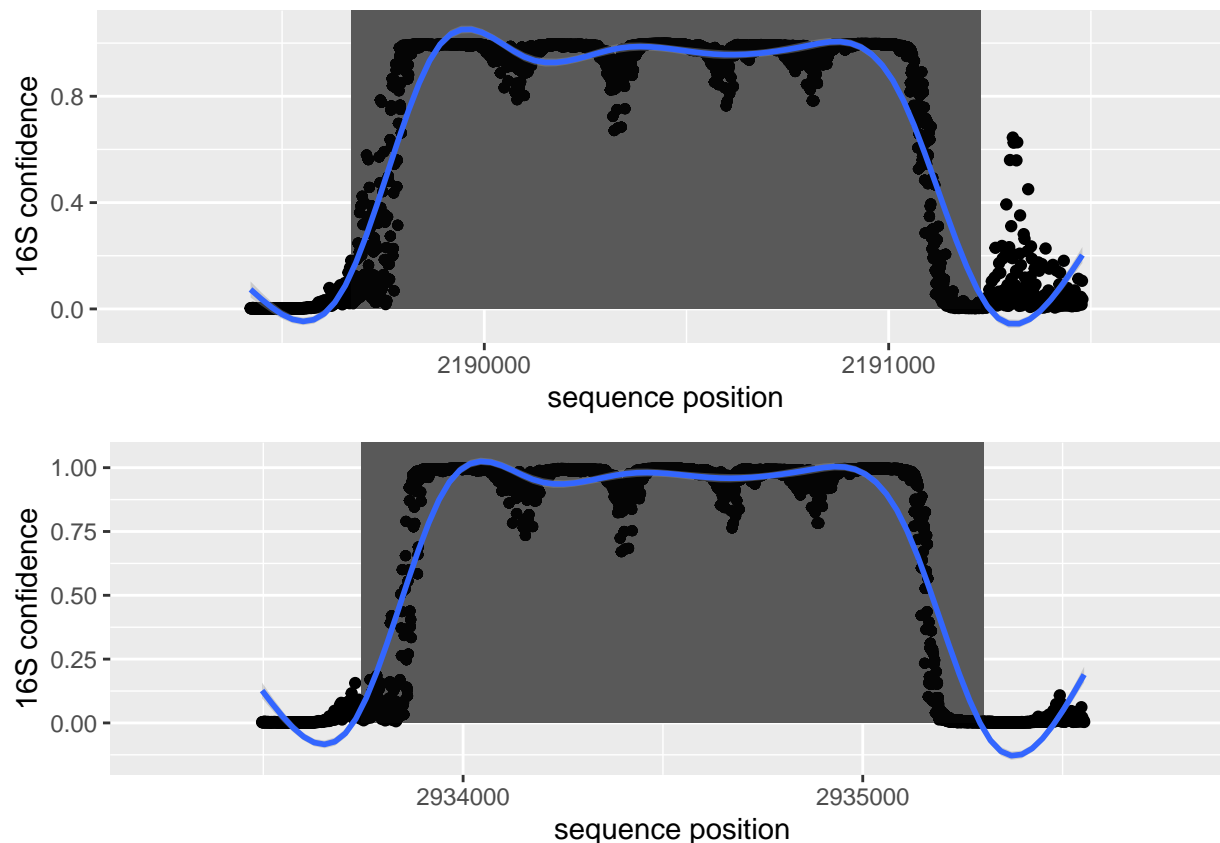 0.8
0.4
0.0
16S confidence
2190000 2191000
sequence position
1.00
0.75
0.50
0.25
0.00
16S confidence
2934000 2935000
sequence position